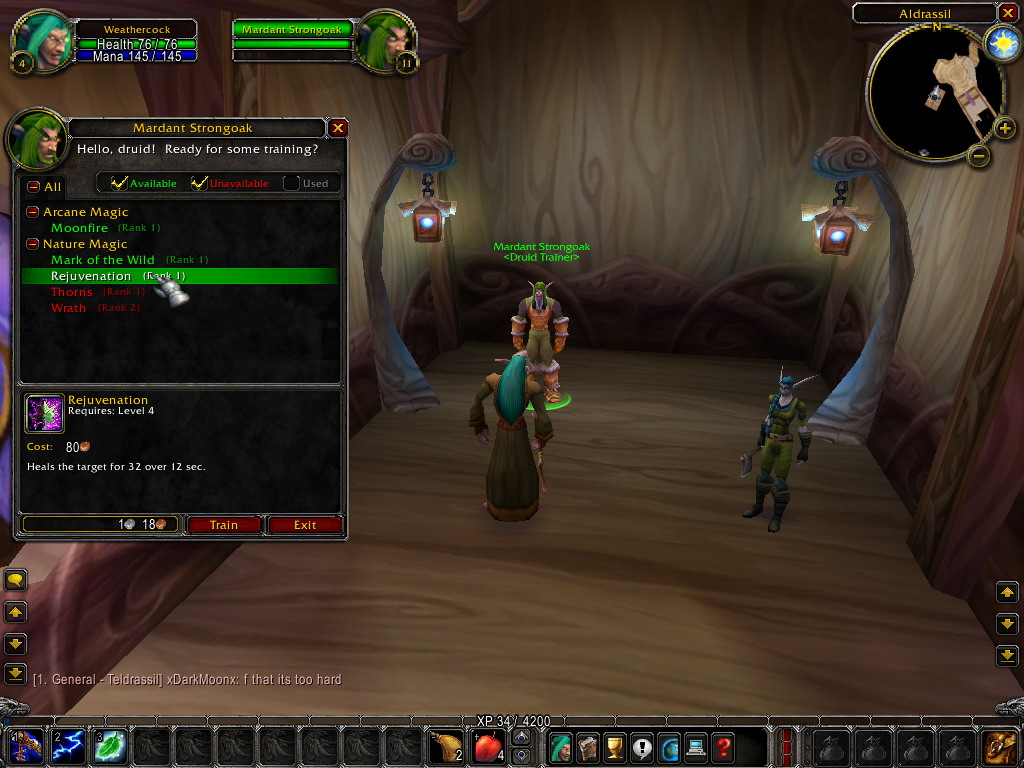 Weathercock
Health 76 / 76
Mana 145 / 145
4
Mardant Strongoak
11
Aldrassil
N
Mardant Strongoak
Hello, druid! Ready for some training?
All
Available
Unavailable
Used
Arcane Magic
Moonfire (Rank 1)
Nature Magic
Mark of the Wild (Rank 1)
Rejuvenation (Rank 1)
Thorns (Rank 1)
Wrath (Rank 2)
Rejuvenation
Requires: Level 4
Cost: 80
Heals the target for 32 over 12 sec.
1 18
Train
Exit
Mardant Strongoak
<Druid Trainer>
[1. General - Teldrassil] xDarkMoonx: f that its too hard
XP 34 / 4200
1 2 3
2 4